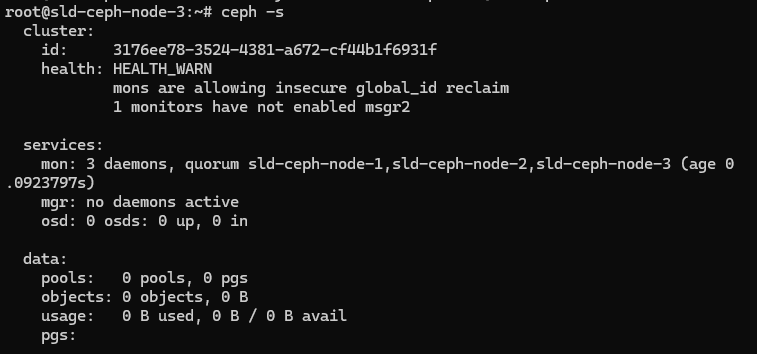 root@sld-ceph-node-3:~# ceph -s
  cluster:
    id:     3176ee78-3524-4381-a672-cf44b1f6931f
    health: HEALTH_WARN
            mons are allowing insecure global_id reclaim
            1 monitors have not enabled msgr2

  services:
    mon: 3 daemons, quorum sld-ceph-node-1,sld-ceph-node-2,sld-ceph-node-3 (age 0
.0923797s)
    mgr: no daemons active
    osd: 0 osds: 0 up, 0 in

  data:
    pools:   0 pools, 0 pgs
    objects: 0 objects, 0 B
    usage:   0 B used, 0 B / 0 B avail
    pgs: